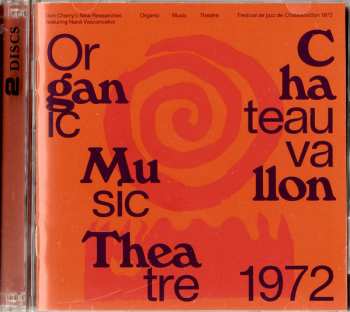 2 DISCS
Don Cherry's New Researches Organic Music Theatre Festival de jazz de Chateauvallon 1972
featuring Naná Vasconcelos
Or
gan
ic
Mu
sic
Thea
tre
C
ha
teau
va
llon
1972